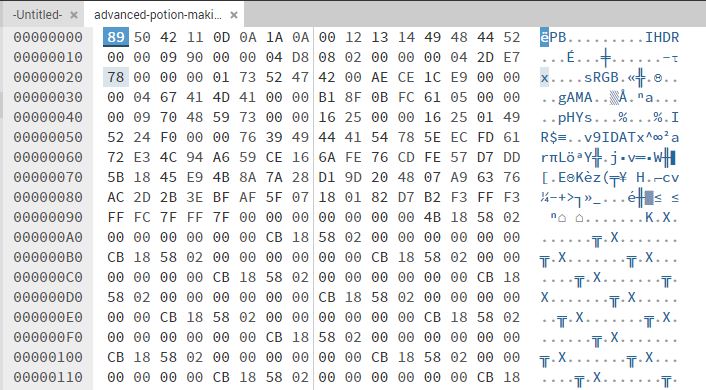 -Untitled- ×
advanced-potion-maki... ×
00000000 89 50 42 11 0D 0A 1A 0A 00 12 13 14 49 48 44 52 ëPB.........IHDR
00000010 00 00 09 90 00 00 04 D8 08 02 00 00 00 04 2D E7 ...É...╪......-τ
00000020 78 00 00 00 01 73 52 47 42 00 AE CE 1C E9 00 00 x....sRGB.«╬.Θ..
00000030 00 04 67 41 4D 41 00 00 B1 8F 0B FC 61 05 00 00 ..gAMA..▒Å.ⁿa...
00000040 00 09 70 48 59 73 00 00 16 25 00 00 16 25 01 49 ..pHYs...%...%.I
00000050 52 24 F0 00 00 76 39 49 44 41 54 78 5E EC FD 61 R$≡..v9IDATx^∞²a
00000060 72 E3 4C 94 A6 59 CE 16 6A FE 76 CD FE 57 D7 DD rπLöªY╬.j▪v═▪W╫▌
00000070 5B 18 45 E9 4B 8A 7A 28 D1 9D 20 48 07 A9 63 76
00000080 AC 2D 2B 3E BF AF 5F 07 18 01 82 D7 B2 F3 FF F3
00000090 FF FC 7F FF 7F 00 00 00 00 00 00 00 4B 18 58 02
000000A0 00 00 00 00 00 00 CB 18 58 02 00 00 00 00 00 00 ......╦.X.......
000000B0 CB 18 58 02 00 00 00 00 00 00 CB 18 58 02 00 00 ╦.X.......╦.X...
000000C0 00 00 00 00 CB 18 58 02 00 00 00 00 00 00 CB 18 ....╦.X.......╦.
000000D0 58 02 00 00 00 00 00 00 CB 18 58 02 00 00 00 00 X.......╦.X.....
000000E0 00 00 CB 18 58 02 00 00 00 00 00 00 CB 18 58 02 ..╦.X.......╦.X.
000000F0 00 00 00 00 00 00 CB 18 58 02 00 00 00 00 00 00 ......╦.X.......
00000100 CB 18 58 02 00 00 00 00 00 00 CB 18 58 02 00 00 ╦.X.......╦.X...
00000110 00 00 00 00 CB 18 58 02 00 00 00 00 00 00 CB 18 ....╦.X.......╦.